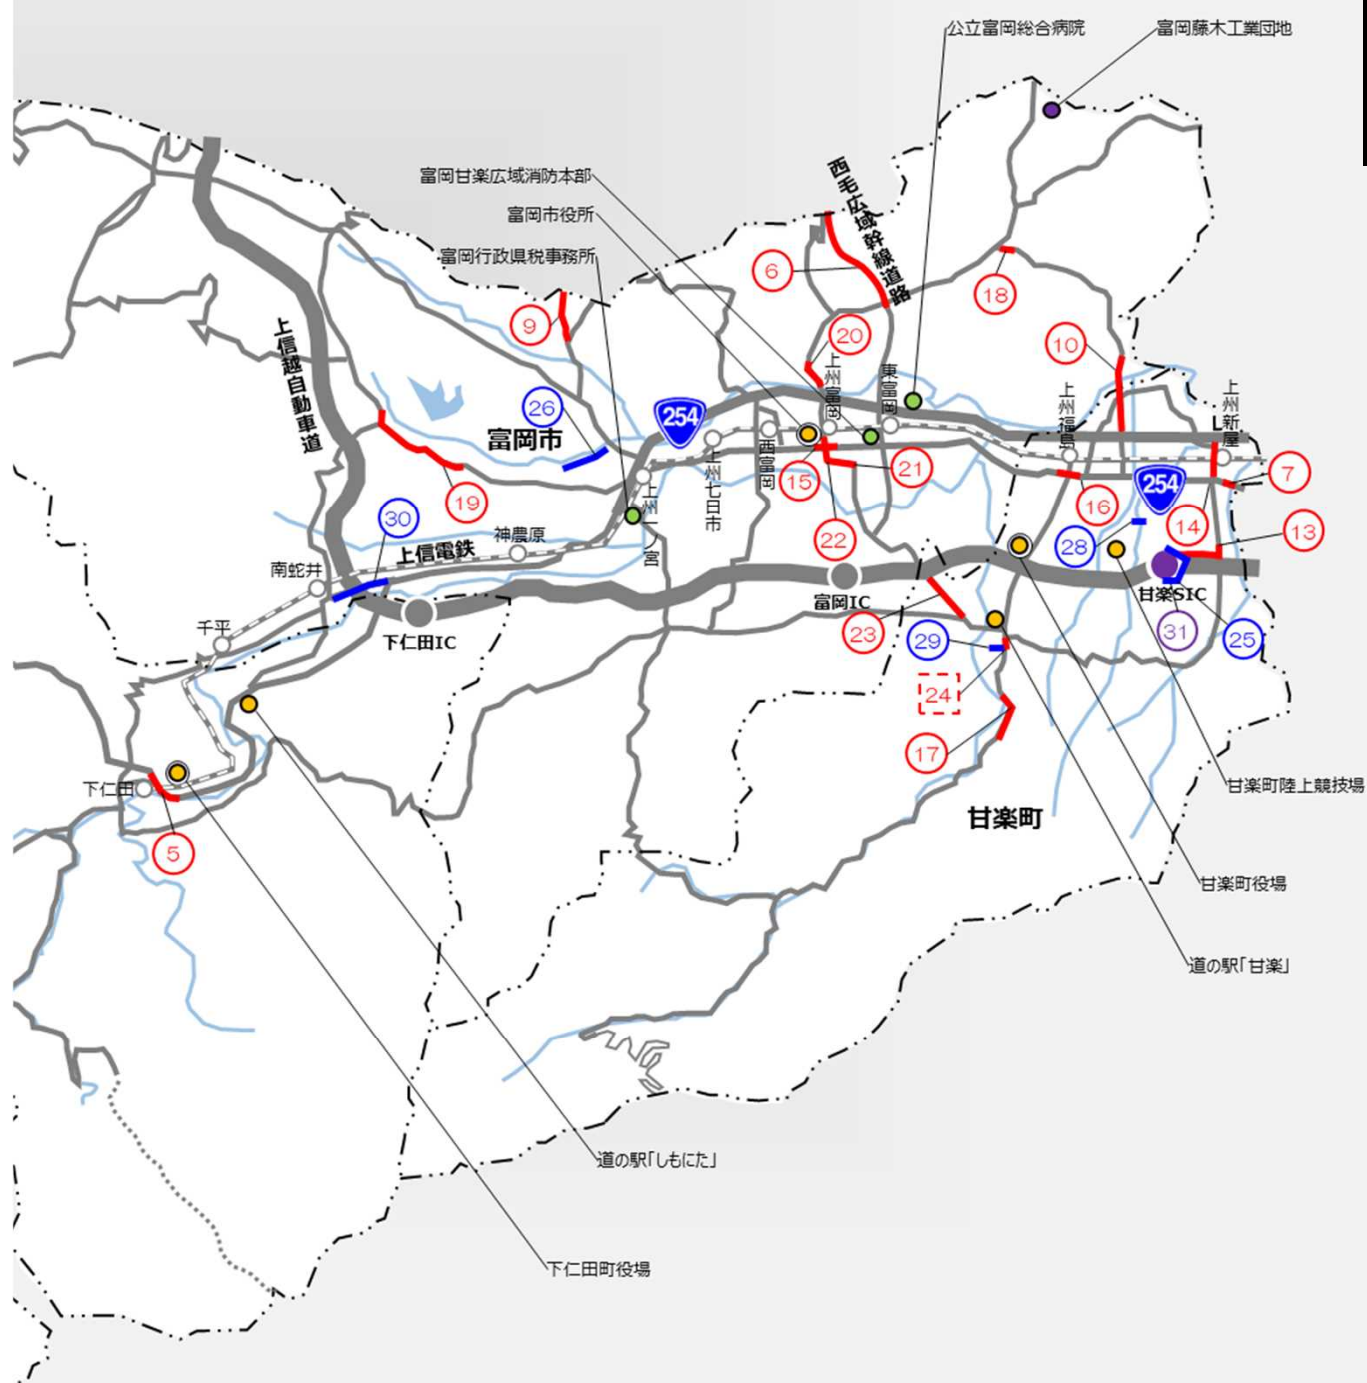 公立富岡総合病院
富岡藤木工業団地
富岡甘楽広域消防本部
西毛広域幹線道路
富岡市役所
富岡行政県税事務所
6
18
9
20
10
上信越自動車道
上州富岡
東富岡
26
254
上州福島
上州新屋
富岡市
西富岡
上州七日市
15
21
7
19
上州一ノ宮
254
16
14
30
13
上信電鉄
神農原
22
28
南蛇井
富岡IC
甘楽SIC
千平
下仁田IC
23
29
31
25
24
17
下仁田
甘楽町陸上競技場
甘楽町
5
甘楽町役場
道の駅「甘楽」
道の駅「しもにた」
下仁田町役場